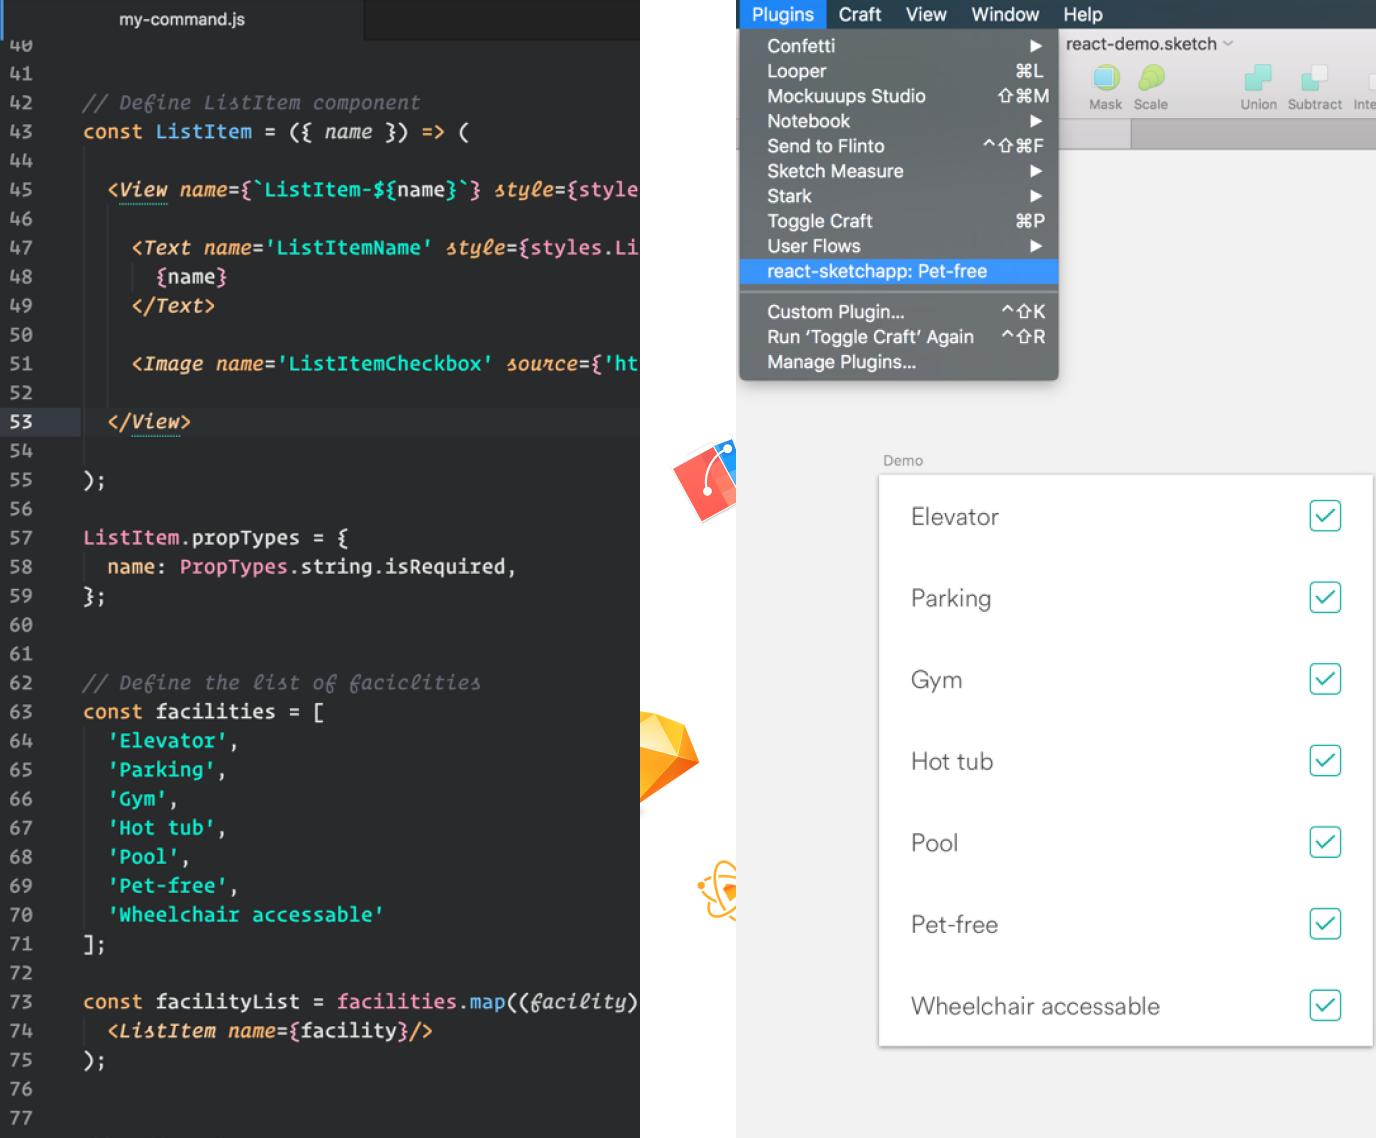 my-command.js
40
41
42 // Define ListItem component
43 const ListItem = ({ name }) => (
44
45 <View name={`ListItem-${name}`} style={style
46
47 <Text name='ListItemName' style={styles.Li
48 {name}
49 </Text>
50
51 <Image name='ListItemCheckbox' source={'ht
52
53 </View>
54
55 );
56
57 ListItem.propTypes = {
58 name: PropTypes.string.isRequired,
59 };
60
61
62 // Define the list of faciclities
63 const facilities = [
64 'Elevator',
65 'Parking',
66 'Gym',
67 'Hot tub',
68 'Pool',
69 'Pet-free',
70 'Wheelchair accessable'
71 ];
72
73 const facilityList = facilities.map((facility)
74 <ListItem name={facility}/>
75 );
76
77
Plugins Craft View Window Help
Confetti ▶
Looper ⌘L
Mockuuups Studio ⇧⌘M
Notebook ▶
Send to Flinto ^⇧⌘F
Sketch Measure ▶
Stark ▶
Toggle Craft ⌘P
User Flows ▶
react-sketchapp: Pet-free
Custom Plugin... ^⇧K
Run ‘Toggle Craft’ Again ^⇧R
Manage Plugins...
react-demo.sketch
Mask Scale Union Subtract Inte
Demo
Elevator
Parking
Gym
Hot tub
Pool
Pet-free
Wheelchair accessable